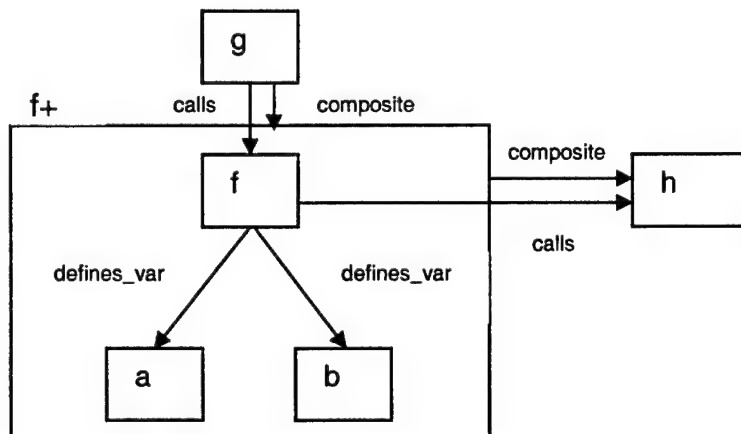 g
f+
calls
composite
f
composite
h
calls
defines_var
defines_var
a
b